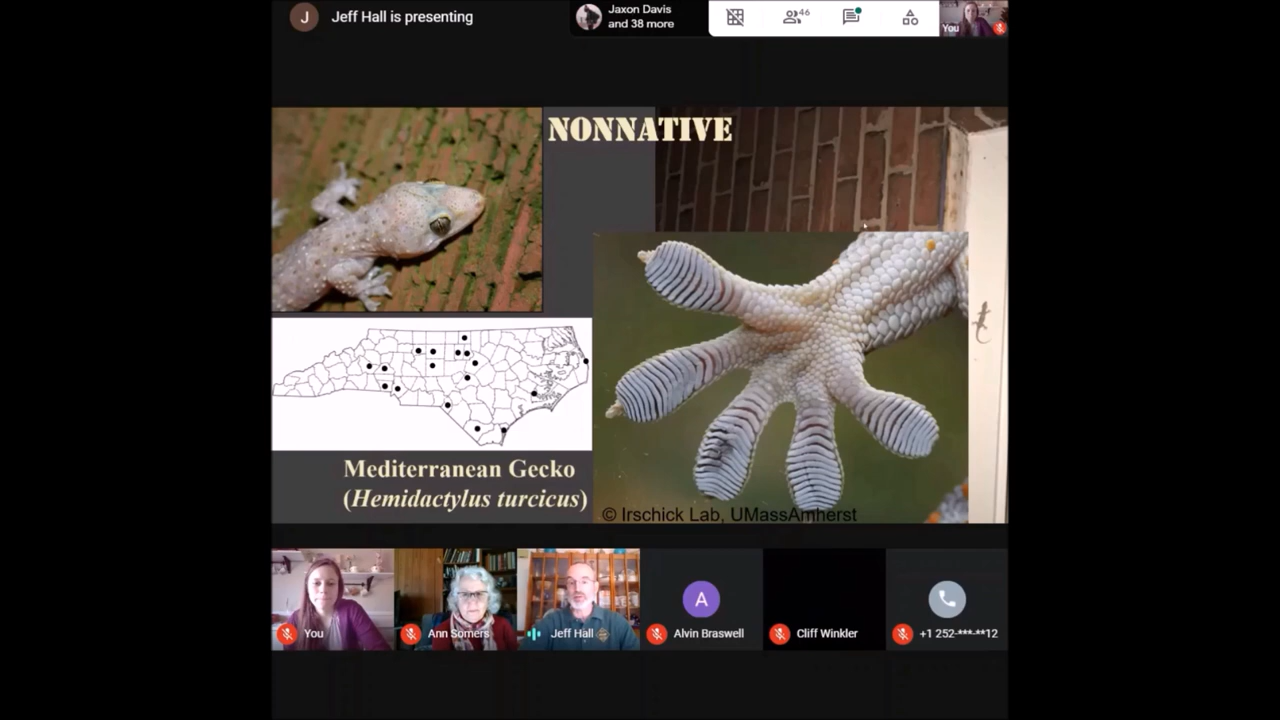 J
Jeff Hall is presenting
Jaxon Davis
and 38 more
46
You
NONNATIVE
Mediterranean Gecko
(Hemidactylus turcicus)
© Irschick Lab, UMassAmherst
You
Ann Somers
Jeff Hall
A
Alvin Braswell
Cliff Winkler
+1 252-***-**12